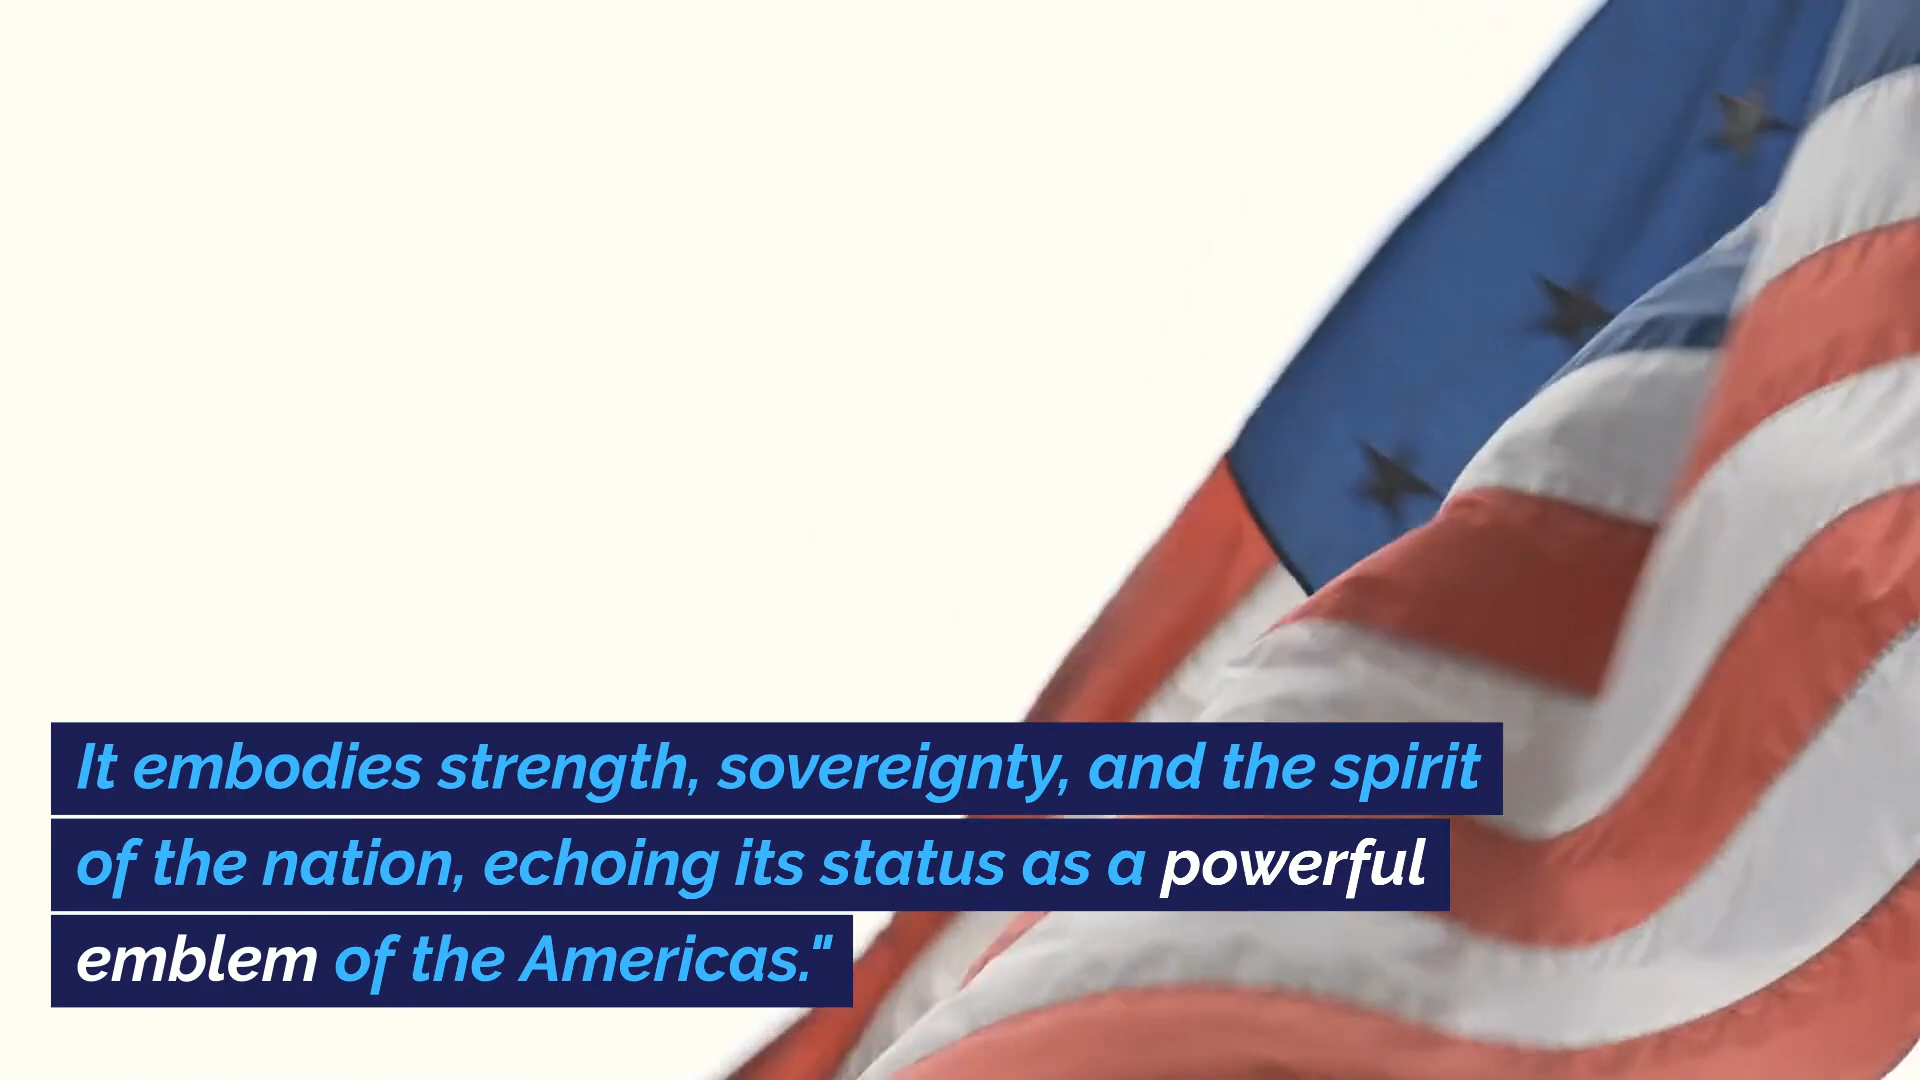 It embodies strength, sovereignty, and the spirit
of the nation, echoing its status as a powerful
emblem of the Americas."